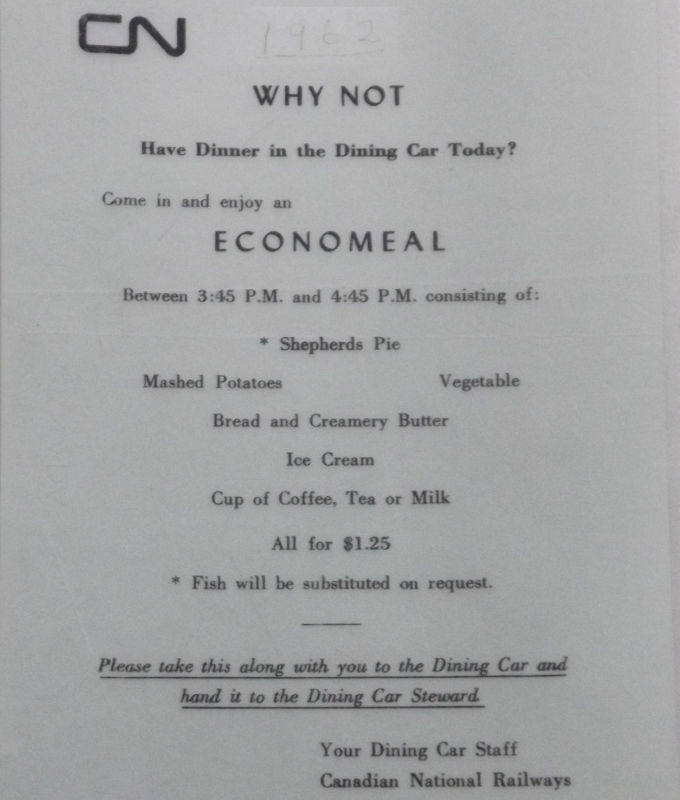 CN 1962
WHY NOT
Have Dinner in the Dining Car Today?
Come in and enjoy an
ECONOMEAL
Between 3:45 P.M. and 4:45 P.M. consisting of:
* Shepherds Pie
Mashed Potatoes Vegetable
Bread and Creamery Butter
Ice Cream
Cup of Coffee, Tea or Milk
All for $1.25
* Fish will be substituted on request.
Please take this along with you to the Dining Car and
hand it to the Dining Car Steward.
Your Dining Car Staff
Canadian National Railways